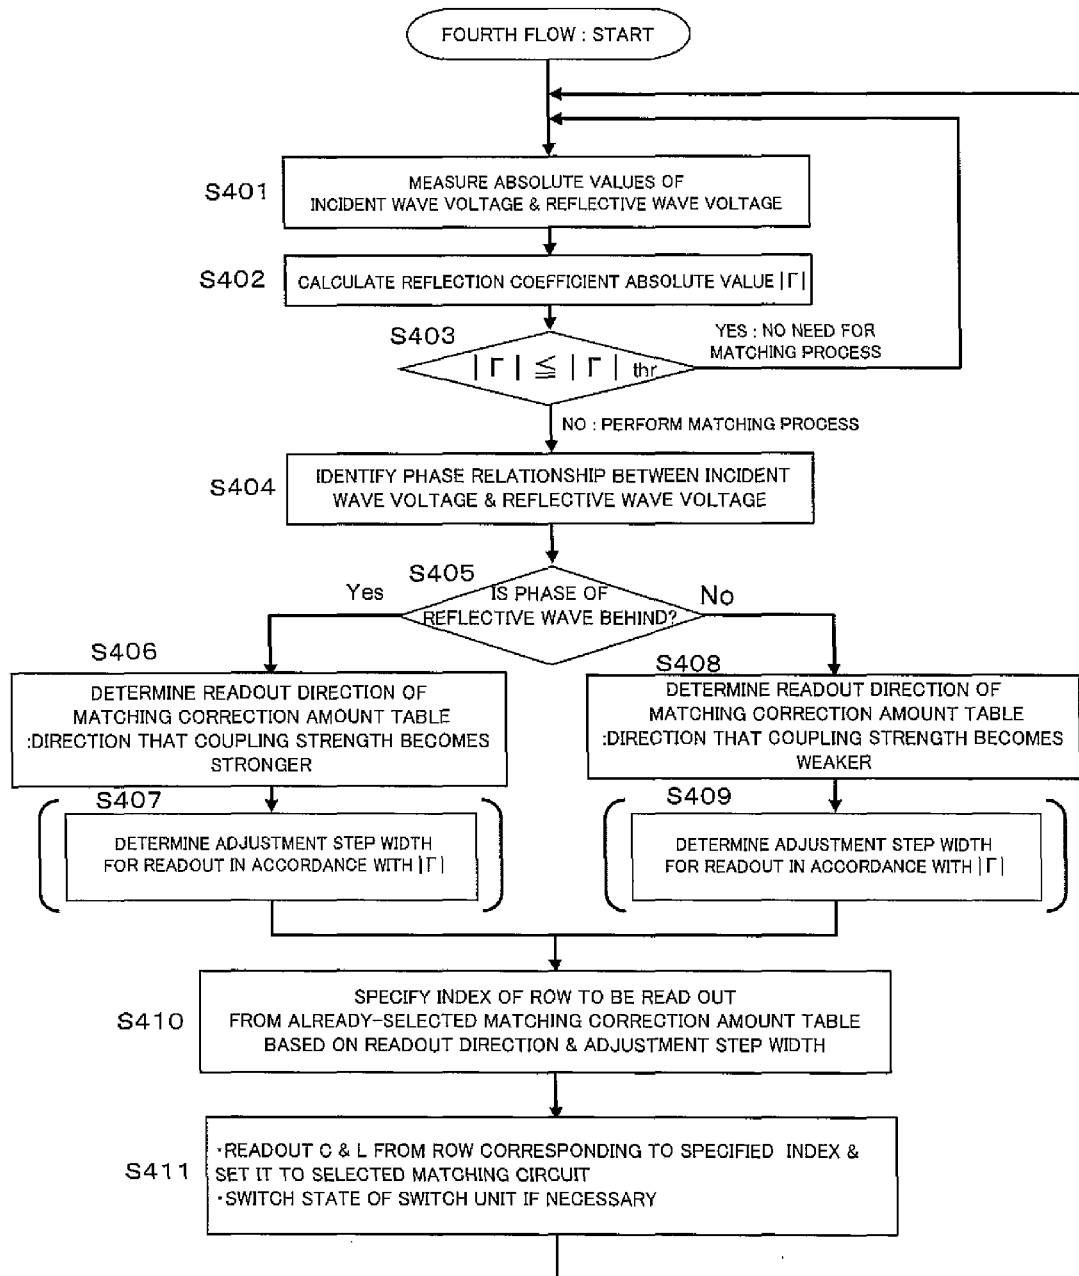 FOURTH FLOW : START
S401
MEASURE ABSOLUTE VALUES OF
INCIDENT WAVE VOLTAGE & REFLECTIVE WAVE VOLTAGE
S402
CALCULATE REFLECTION COEFFICIENT ABSOLUTE VALUE |Γ|
S403
|Γ| ≦ |Γ| thr
YES : NO NEED FOR
MATCHING PROCESS
NO : PERFORM MATCHING PROCESS
S404
IDENTIFY PHASE RELATIONSHIP BETWEEN INCIDENT
WAVE VOLTAGE & REFLECTIVE WAVE VOLTAGE
S405
IS PHASE OF
REFLECTIVE WAVE BEHIND?
Yes
No
S406
DETERMINE READOUT DIRECTION OF
MATCHING CORRECTION AMOUNT TABLE
:DIRECTION THAT COUPLING STRENGTH BECOMES
STRONGER
S407
DETERMINE ADJUSTMENT STEP WIDTH
FOR READOUT IN ACCORDANCE WITH |Γ|
S408
DETERMINE READOUT DIRECTION OF
MATCHING CORRECTION AMOUNT TABLE
:DIRECTION THAT COUPLING STRENGTH BECOMES
WEAKER
S409
DETERMINE ADJUSTMENT STEP WIDTH
FOR READOUT IN ACCORDANCE WITH |Γ|
S410
SPECIFY INDEX OF ROW TO BE READ OUT
FROM ALREADY-SELECTED MATCHING CORRECTION AMOUNT TABLE
BASED ON READOUT DIRECTION & ADJUSTMENT STEP WIDTH
S411
・READOUT C & L FROM ROW CORRESPONDING TO SPECIFIED INDEX &
SET IT TO SELECTED MATCHING CIRCUIT
・SWITCH STATE OF SWITCH UNIT IF NECESSARY